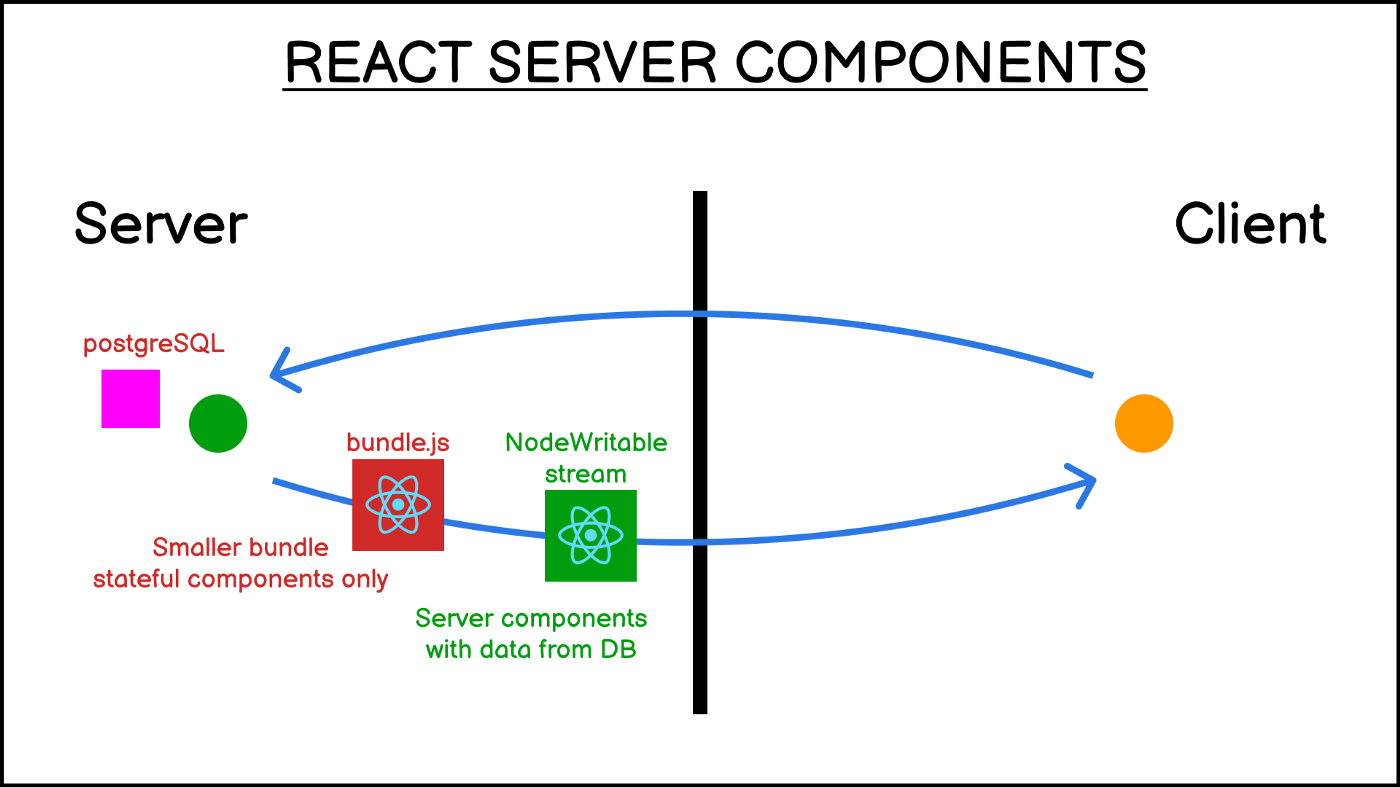 REACT SERVER COMPONENTS
Server
Client
postgreSQL
bundle.js
NodeWritable
stream
Smaller bundle
stateful components only
Server components
with data from DB